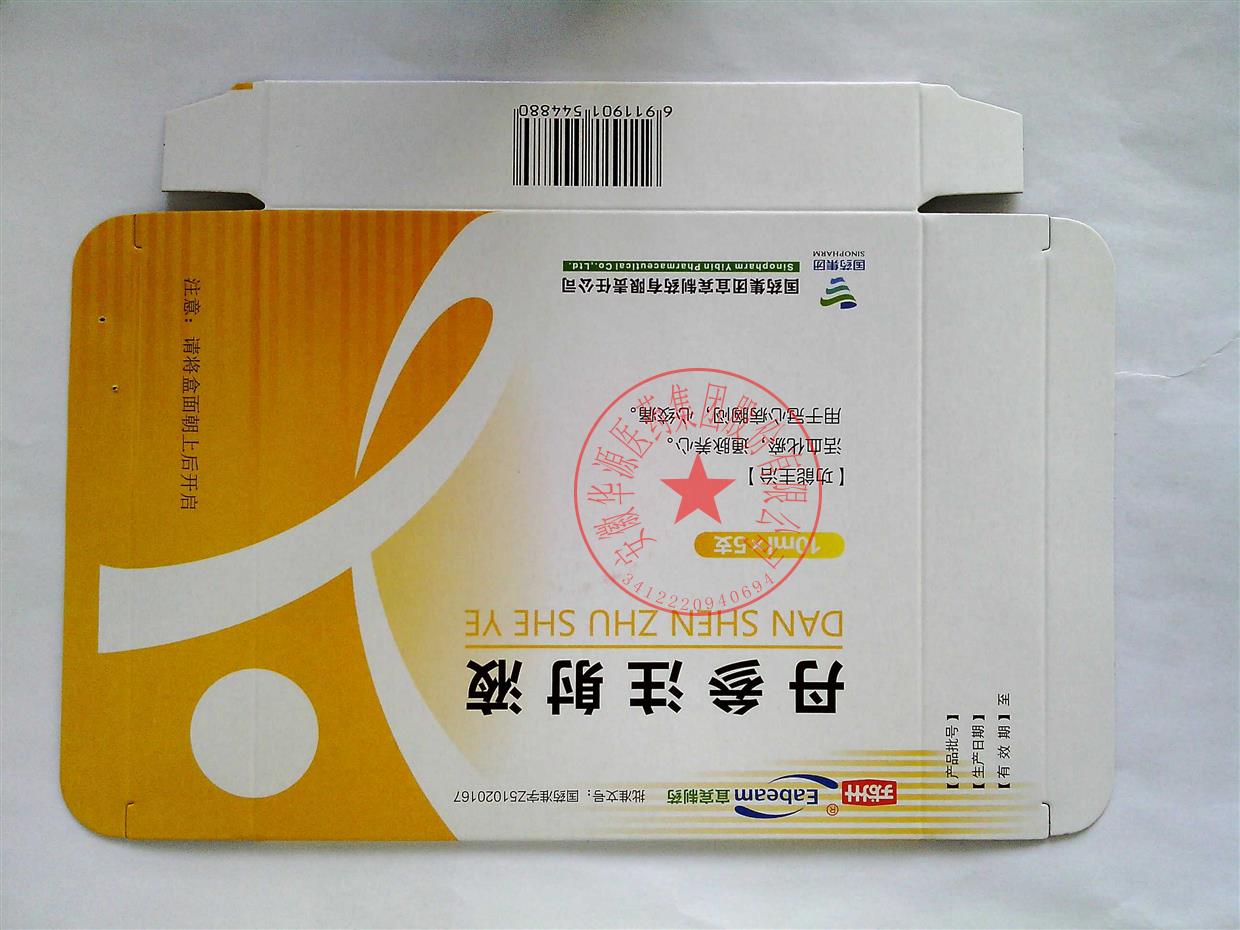 批准文号：国药准字Z51020167
宜宾制药
Eabeam
®
丹参注射液
DAN SHEN ZHU SHE YE
10ml×5支
【功能主治】
活血化瘀，通脉养心。
用于冠心病胸闷，心绞痛。
国药集团宜宾制药有限责任公司
Sinopharm Yibin Pharmaceutical Co.,Ltd.
国药集团
SINOPHARM
6 911901 544880
注意：请将盒面朝上后开启
【产品批号】
【生产日期】
【有 效 期】至
安徽华源医药集团股份有限公司
3412220940694